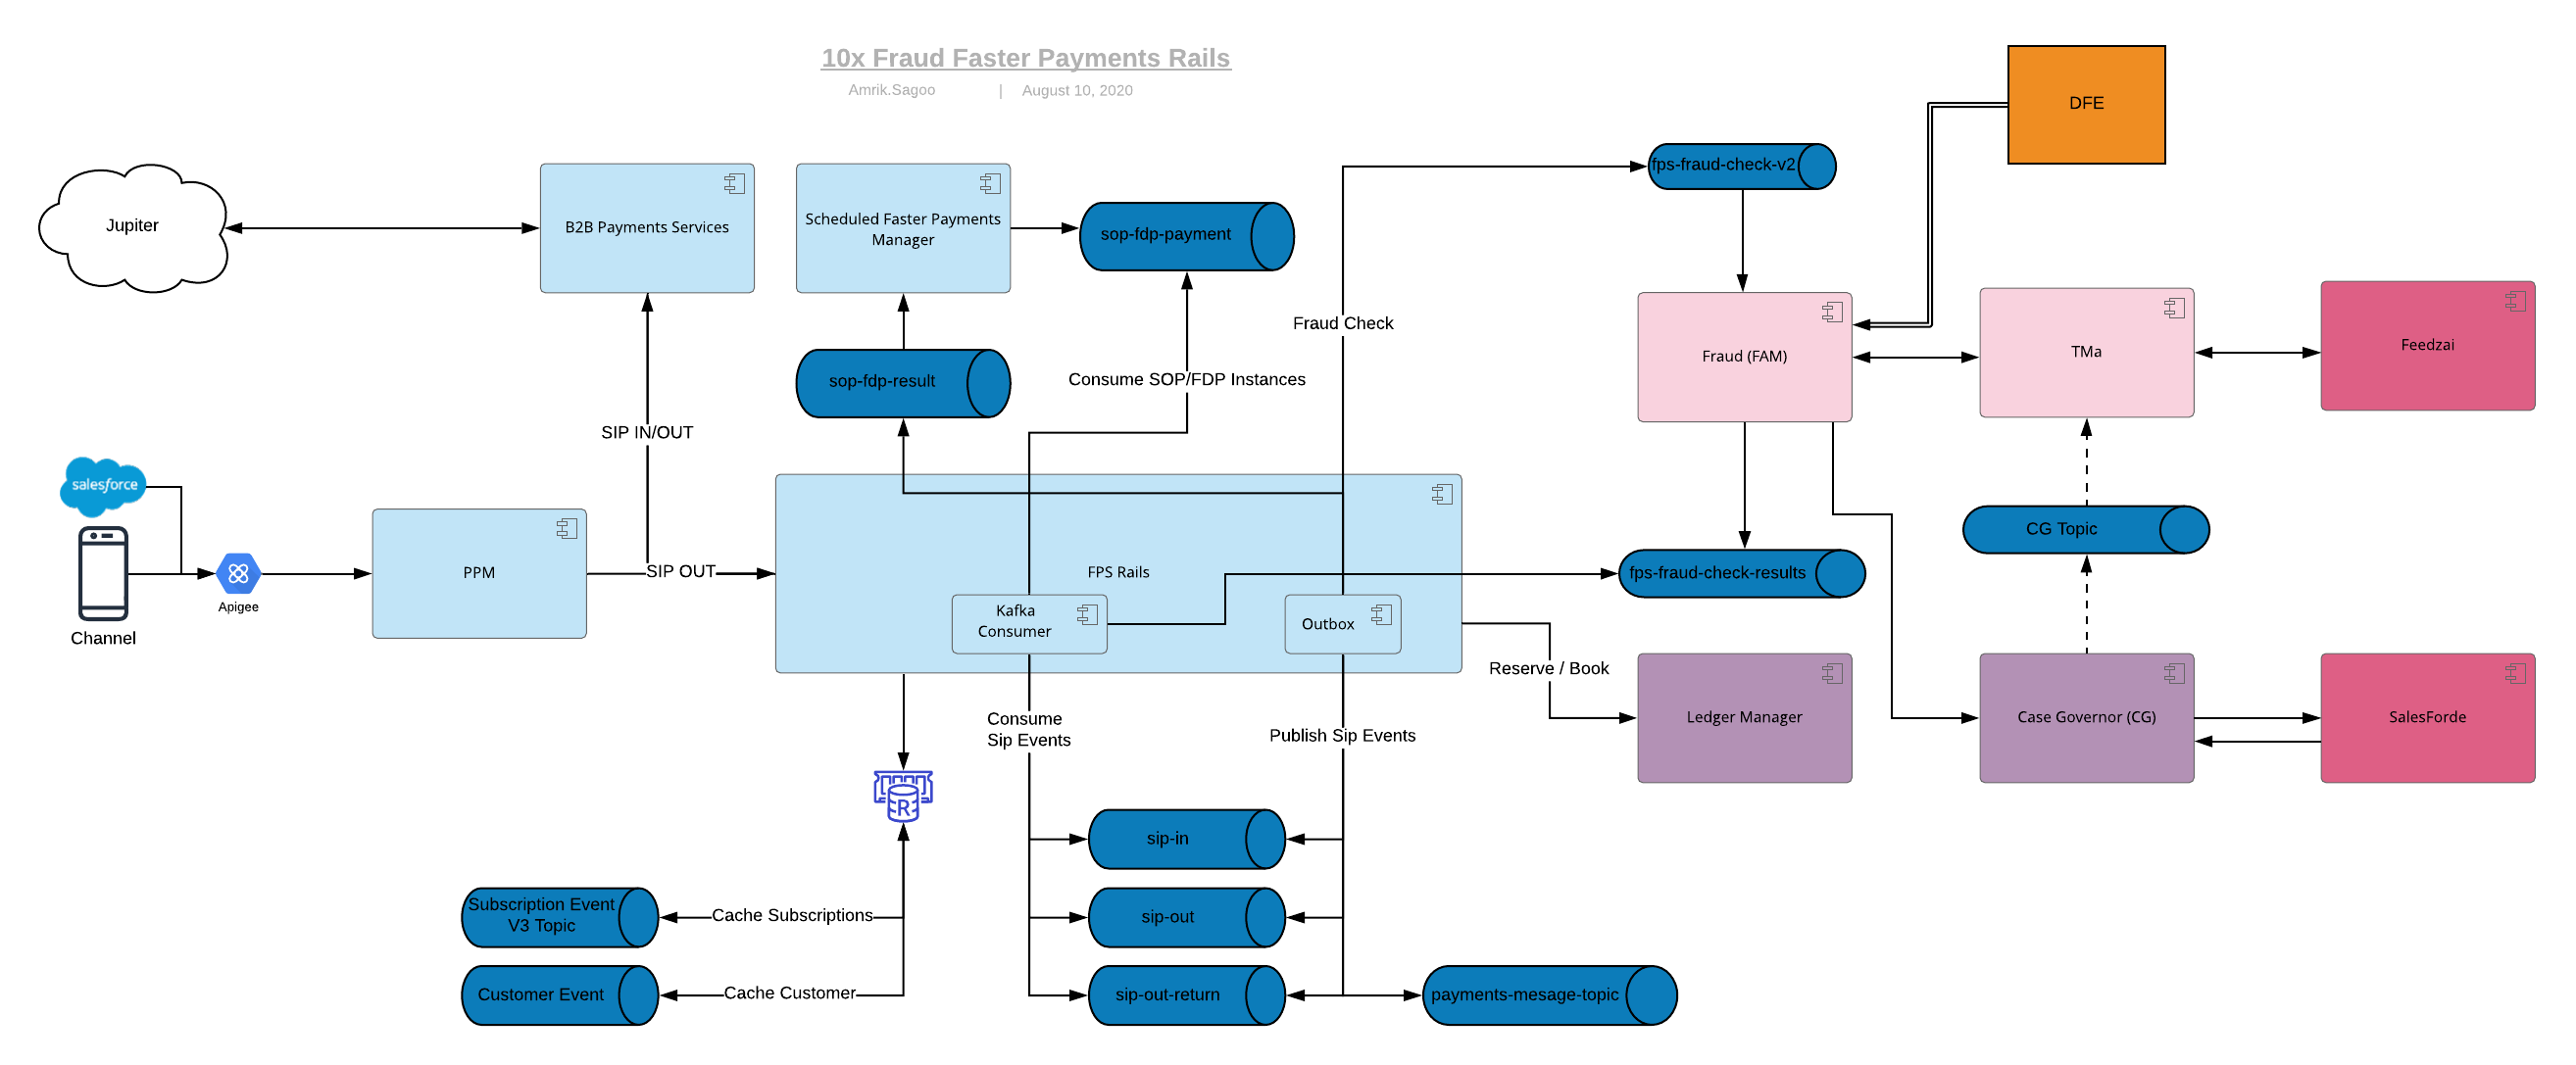 10x Fraud Faster Payments Rails
Amrik.Sagoo | August 10, 2020
DFE
fps-fraud-check-v2
Jupiter
B2B Payments Services
Scheduled Faster Payments
Manager
sop-fdp-payment
Fraud Check
Fraud (FAM)
TMa
Feedzai
sop-fdp-result
Consume SOP/FDP Instances
SIP IN/OUT
salesforce
Channel
Apigee
PPM
SIP OUT
FPS Rails
Kafka
Consumer
Outbox
fps-fraud-check-results
CG Topic
Reserve / Book
Ledger Manager
Case Governor (CG)
SalesForde
Consume
Sip Events
Publish Sip Events
R
sip-in
Subscription Event
V3 Topic
Cache Subscriptions
sip-out
Customer Event
Cache Customer
sip-out-return
payments-mesage-topic